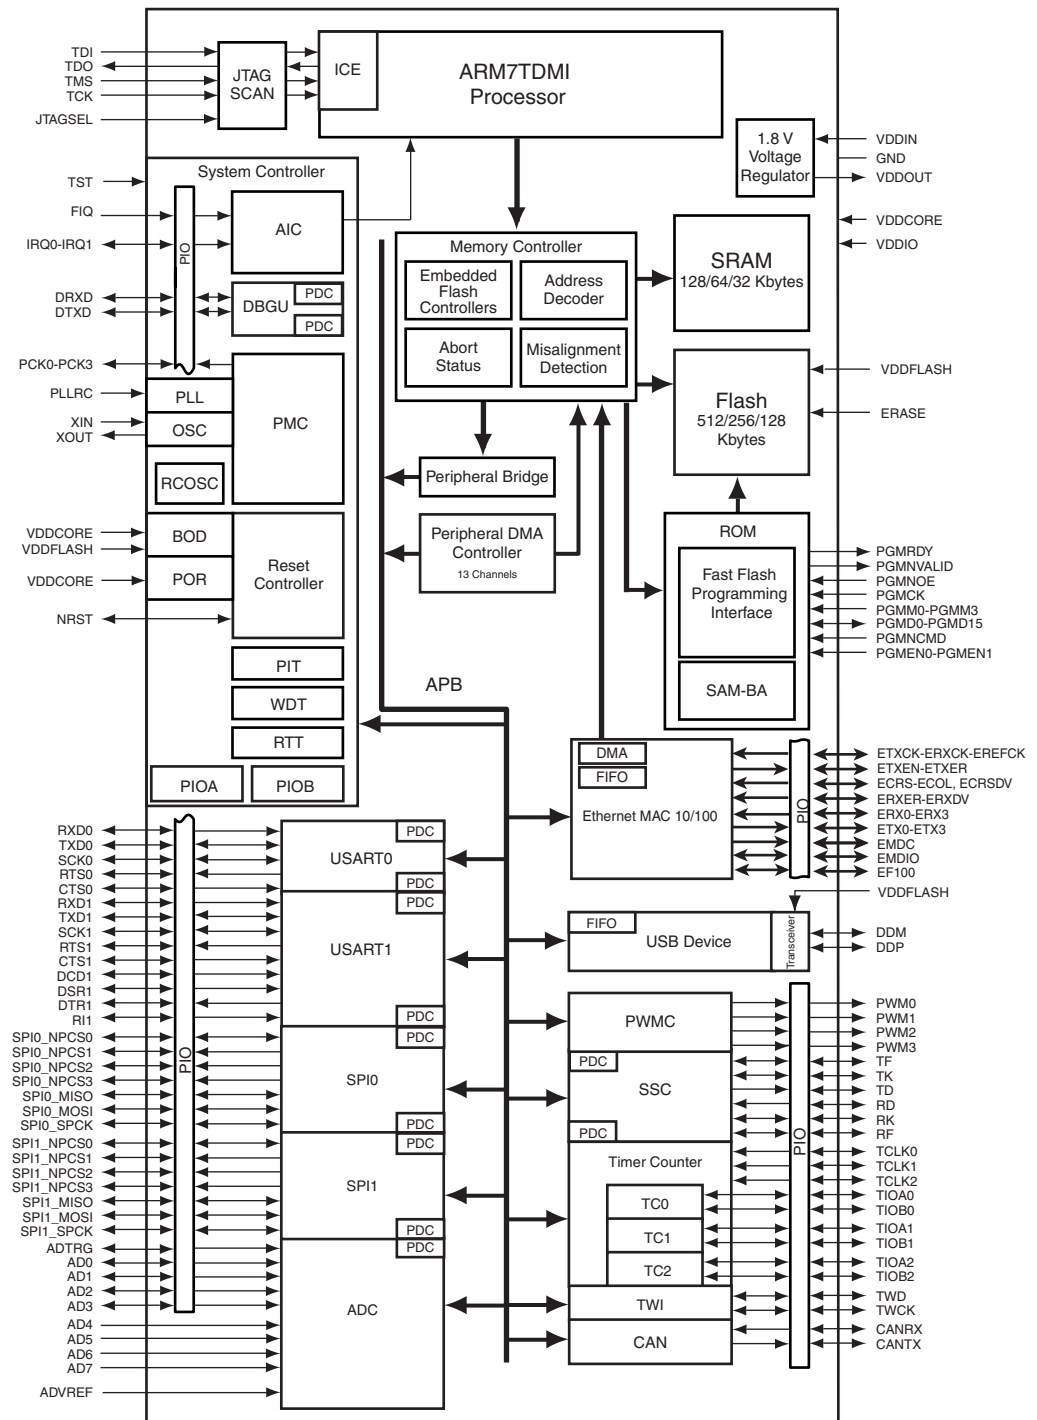 TDI
TDO
TMS
TCK
JTAGSEL
JTAG
SCAN
ICE
ARM7TDMI
Processor
1.8 V
Voltage
Regulator
VDDIN
GND
VDDOUT
VDDCORE
VDDIO
System Controller
TST
FIQ
IRQ0-IRQ1
PIO
AIC
DRXD
DTXD
DBGU
PDC
PDC
PCK0-PCK3
PLLRC
XIN
XOUT
PLL
OSC
RCOSC
PMC
VDDCORE
VDDFLASH
VDDCORE
NRST
BOD
POR
Reset
Controller
PIT
WDT
RTT
PIOA
PIOB
Memory Controller
Embedded
Flash
Controllers
Address
Decoder
Abort
Status
Misalignment
Detection
SRAM
128/64/32 Kbytes
Flash
512/256/128
Kbytes
VDDFLASH
ERASE
Peripheral Bridge
Peripheral DMA
Controller
13 Channels
ROM
Fast Flash
Programming
Interface
SAM-BA
PGMRDY
PGMNVALID
PGMNOE
PGMCK
PGMM0-PGMM3
PGMD0-PGMD15
PGMNCMD
PGMEN0-PGMEN1
APB
DMA
FIFO
Ethernet MAC 10/100
PIO
ETXCK-ERXCK-EREFCK
ETXEN-ETXER
ECRS-ECOL, ECRSDV
ERXER-ERXDV
ERX0-ERX3
ETX0-ETX3
EMDC
EMDIO
EF100
VDDFLASH
FIFO
USB Device
Transceiver
DDM
DDP
RXD0
TXD0
SCK0
RTS0
CTS0
RXD1
TXD1
SCK1
RTS1
CTS1
DCD1
DSR1
DTR1
RI1
SPI0_NPCS0
SPI0_NPCS1
SPI0_NPCS2
SPI0_NPCS3
SPI0_MISO
SPI0_MOSI
SPI0_SPCK
SPI1_NPCS0
SPI1_NPCS1
SPI1_NPCS2
SPI1_NPCS3
SPI1_MISO
SPI1_MOSI
SPI1_SPCK
ADTRG
AD0
AD1
AD2
AD3
AD4
AD5
AD6
AD7
ADVREF
PIO
PDC
USART0
PDC
PDC
USART1
PDC
PDC
SPI0
PDC
PDC
SPI1
PDC
PDC
ADC
PWMC
PDC
SSC
PDC
Timer Counter
TC0
TC1
TC2
TWI
CAN
PIO
PWM0
PWM1
PWM2
PWM3
TF
TK
TD
RD
RK
RF
TCLK0
TCLK1
TCLK2
TIOA0
TIOB0
TIOA1
TIOB1
TIOA2
TIOB2
TWD
TWCK
CANRX
CANTX